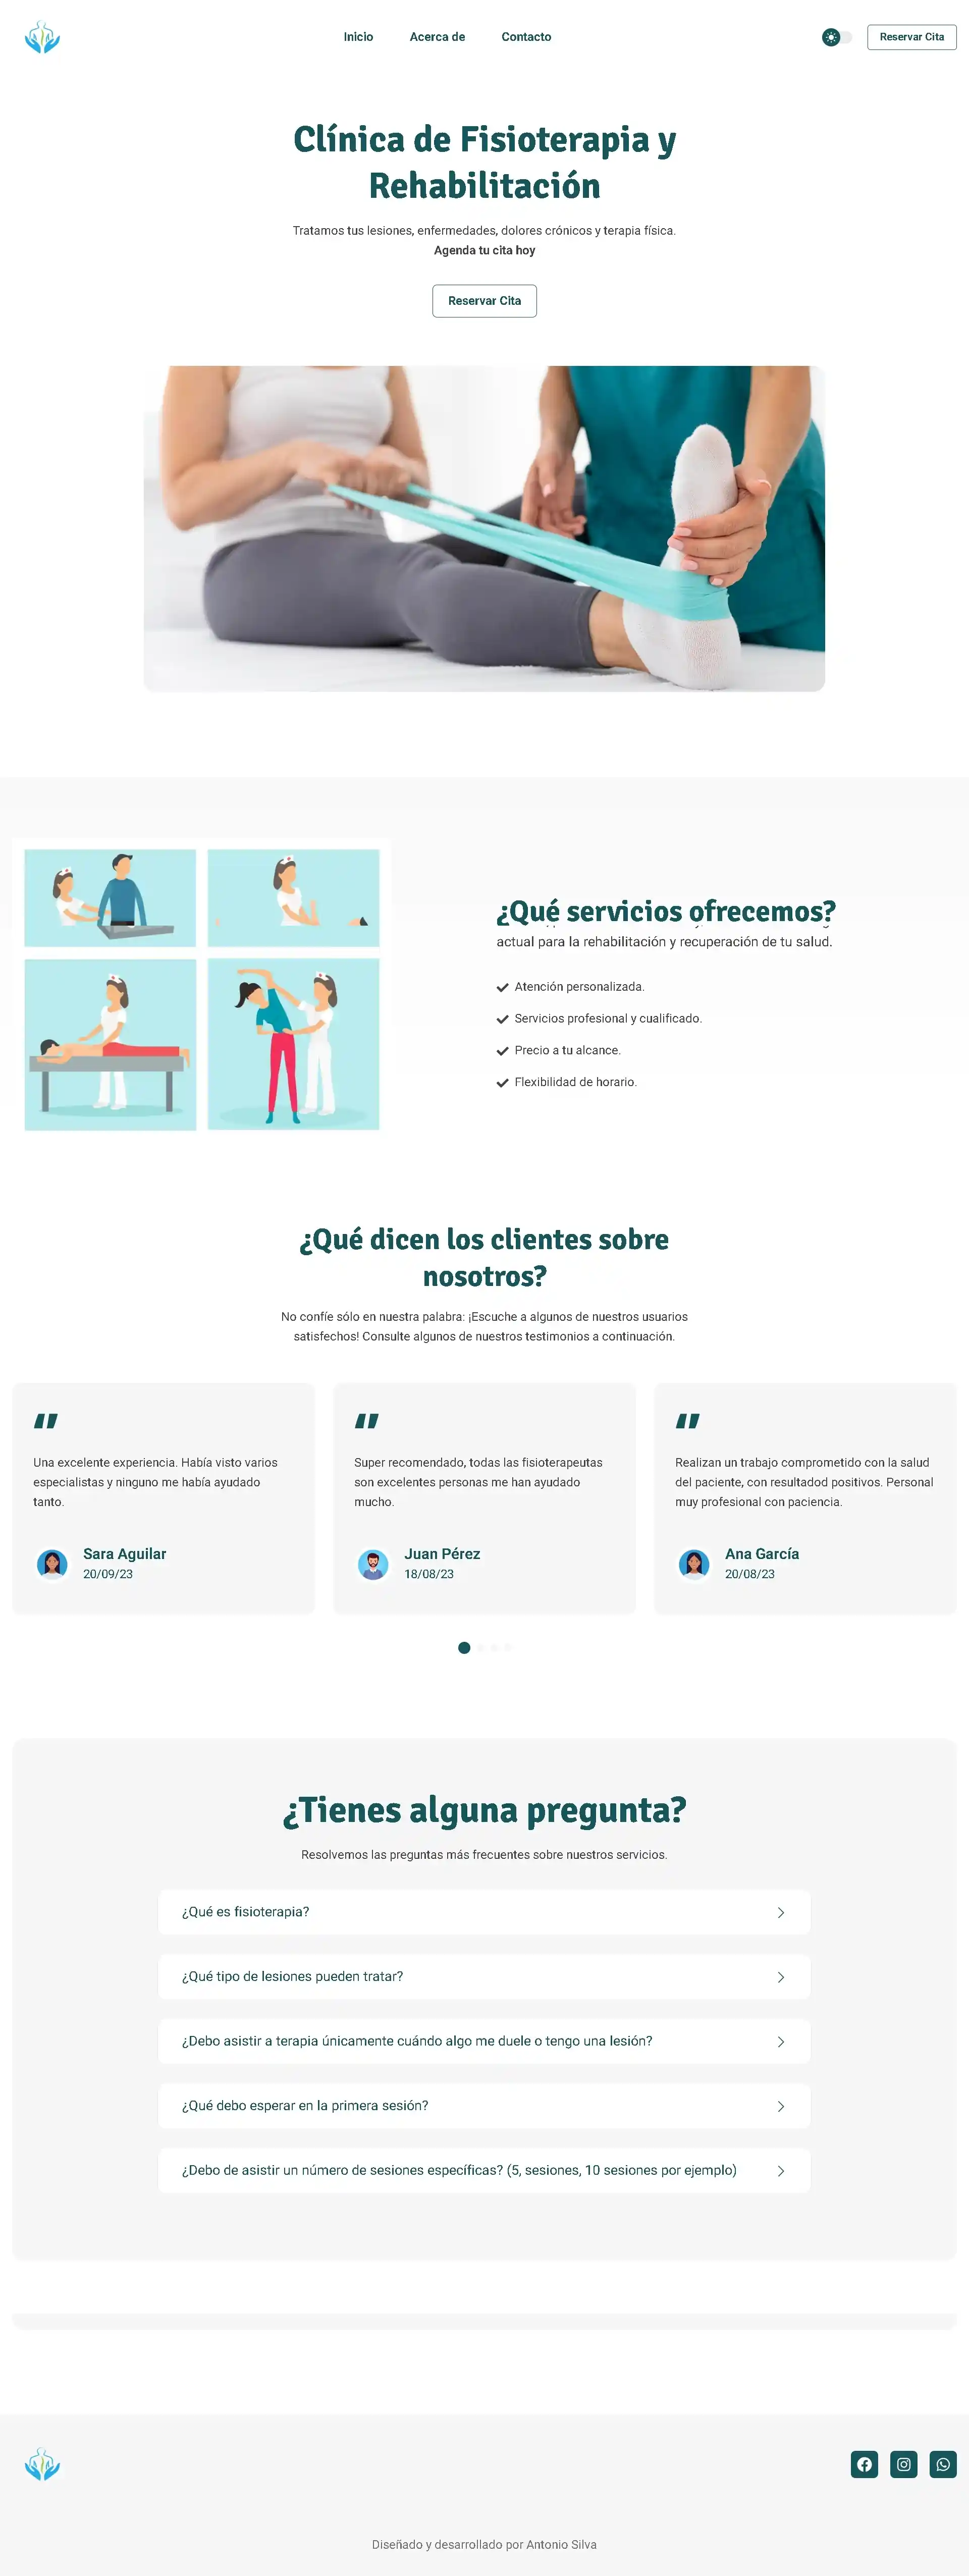 Inicio
Acerca de
Contacto
Reservar Cita
Clínica de Fisioterapia y
Rehabilitación
Tratamos tus lesiones, enfermedades, dolores crónicos y terapia física.
Agenda tu cita hoy
Reservar Cita
¿Qué servicios ofrecemos?
actual para la rehabilitación y recuperación de tu salud.
Atención personalizada.
Servicios profesional y cualificado.
Precio a tu alcance.
Flexibilidad de horario.
¿Qué dicen los clientes sobre
nosotros?
No confíe sólo en nuestra palabra: ¡Escuche a algunos de nuestros usuarios
satisfechos! Consulte algunos de nuestros testimonios a continuación.
Una excelente experiencia. Había visto varios
especialistas y ninguno me había ayudado
tanto.
Sara Aguilar
20/09/23
Super recomendado, todas las fisioterapeutas
son excelentes personas me han ayudado
mucho.
Juan Pérez
18/08/23
Realizan un trabajo comprometido con la salud
del paciente, con resultadod positivos. Personal
muy profesional con paciencia.
Ana García
20/08/23
¿Tienes alguna pregunta?
Resolvemos las preguntas más frecuentes sobre nuestros servicios.
¿Qué es fisioterapia?
¿Qué tipo de lesiones pueden tratar?
¿Debo asistir a terapia únicamente cuándo algo me duele o tengo una lesión?
¿Qué debo esperar en la primera sesión?
¿Debo de asistir un número de sesiones específicas? (5, sesiones, 10 sesiones por ejemplo)
Diseñado y desarrollado por Antonio Silva